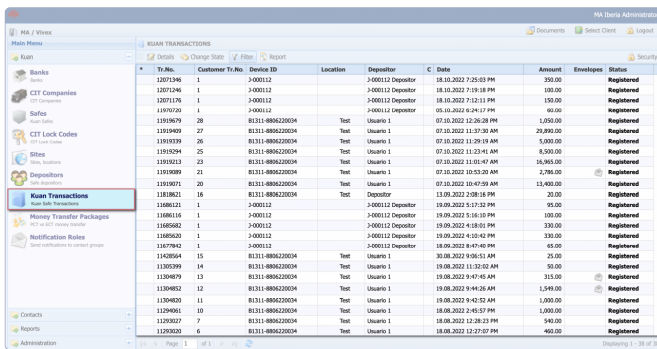 MA Iberia Administrator
MA / Vivex
Documents Select Client Logout
Main Menu
KUAN TRANSACTIONS
Kuan
Details Change State Filter Report Security
* Tr.No. Customer Tr.No. Device ID Location Depositor C Date Amount Envelopes Status
Banks
Banks
CIT Companies
CIT Companies
Safes
Kuan Safes
CIT Lock Codes
CIT Lock Codes
Sites
Sites, locations
Depositors
Safe depositors
Kuan Transactions
Kuan Safe Transactions
Money Transfer Packages
PCT vs ECT money transfer
Notification Roles
Send notifications to contact groups
Contacts
Reports
Administration
12071346 1 J-000112 J-000112 Depositor 18.10.2022 7:25:03 PM 350.00 Registered
12071246 1 J-000112 J-000112 Depositor 18.10.2022 7:19:18 PM 100.00 Registered
12071176 1 J-000112 J-000112 Depositor 18.10.2022 7:12:11 PM 150.00 Registered
11970720 1 J-000112 J-000112 Depositor 05.10.2022 6:24:17 PM 60.00 Registered
11919679 28 B1311-8806220034 Test Usuario 1 07.10.2022 12:26:28 PM 1,050.00 Registered
11919409 27 B1311-8806220034 Test Usuario 1 07.10.2022 11:37:30 AM 29,890.00 Registered
11919339 26 B1311-8806220034 Test Usuario 1 07.10.2022 11:29:19 AM 5,000.00 Registered
11919294 25 B1311-8806220034 Test Usuario 1 07.10.2022 11:23:41 AM 8,500.00 Registered
11919213 23 B1311-8806220034 Test Usuario 1 07.10.2022 11:01:47 AM 16,965.00 Registered
11919089 21 B1311-8806220034 Test Usuario 1 07.10.2022 10:53:20 AM 2,786.00 Registered
11919071 20 B1311-8806220034 Test Usuario 1 07.10.2022 10:47:59 AM 13,400.00 Registered
11818621 16 B1311-8806220034 Test Depositor 13.09.2022 2:08:16 PM 20.00 Registered
11686121 1 J-000112 J-000112 Depositor 19.09.2022 5:17:32 PM 95.00 Registered
11686116 1 J-000112 J-000112 Depositor 19.09.2022 5:16:10 PM 100.00 Registered
11685682 1 J-000112 J-000112 Depositor 19.09.2022 4:18:01 PM 330.00 Registered
11685620 1 J-000112 J-000112 Depositor 19.09.2022 4:10:42 PM 330.00 Registered
11677842 1 J-000112 J-000112 Depositor 18.09.2022 8:47:40 PM 65.00 Registered
11428564 15 B1311-8806220034 Test Usuario 1 30.08.2022 9:06:51 AM 25.00 Registered
11305399 14 B1311-8806220034 Test Usuario 1 19.08.2022 11:32:02 AM 50.00 Registered
11304879 13 B1311-8806220034 Test Usuario 1 19.08.2022 9:47:45 AM 315.00 Registered
11304852 12 B1311-8806220034 Test Usuario 1 19.08.2022 9:44:26 AM 1,549.00 Registered
11304820 11 B1311-8806220034 Test Usuario 1 19.08.2022 9:42:52 AM 1,000.00 Registered
11294061 10 B1311-8806220034 Test Usuario 1 18.08.2022 2:45:57 PM 1,000.00 Registered
11293027 7 B1311-8806220034 Test Usuario 1 18.08.2022 12:28:23 PM 540.00 Registered
11293020 6 B1311-8806220034 Test Usuario 1 18.08.2022 12:27:07 PM 460.00 Registered
Page 1 of 1
Displaying 1 - 38 of 38